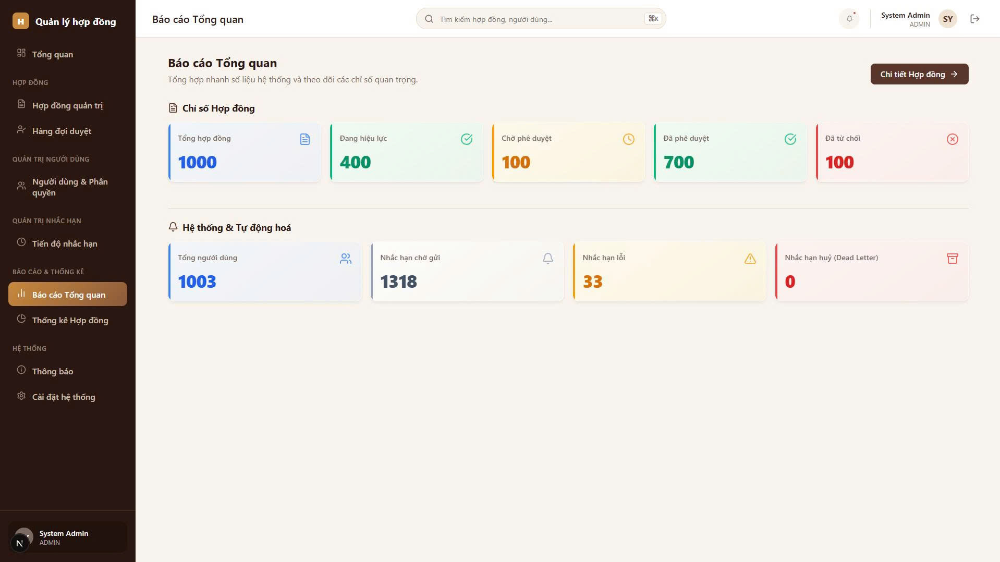 H
Quản lý hợp đồng
Tổng quan
HỢP ĐỒNG
Hợp đồng quản trị
Hàng đợi duyệt
QUẢN TRỊ NGƯỜI DÙNG
Người dùng & Phân
quyền
QUẢN TRỊ NHẮC HẠN
Tiến độ nhắc hạn
BÁO CÁO & THỐNG KÊ
Báo cáo Tổng quan
Thống kê Hợp đồng
HỆ THỐNG
Thông báo
Cài đặt hệ thống
System Admin
ADMIN
N
Báo cáo Tổng quan
Tìm kiếm hợp đồng, người dùng...
⌘K
System Admin
ADMIN
SY
Báo cáo Tổng quan
Tổng hợp nhanh số liệu hệ thống và theo dõi các chỉ số quan trọng.
Chi tiết Hợp đồng
Chỉ số Hợp đồng
Tổng hợp đồng
1000
Đang hiệu lực
400
Chờ phê duyệt
100
Đã phê duyệt
700
Đã từ chối
100
Hệ thống & Tự động hoá
Tổng người dùng
1003
Nhắc hạn chờ gửi
1318
Nhắc hạn lỗi
33
Nhắc hạn huỷ (Dead Letter)
0